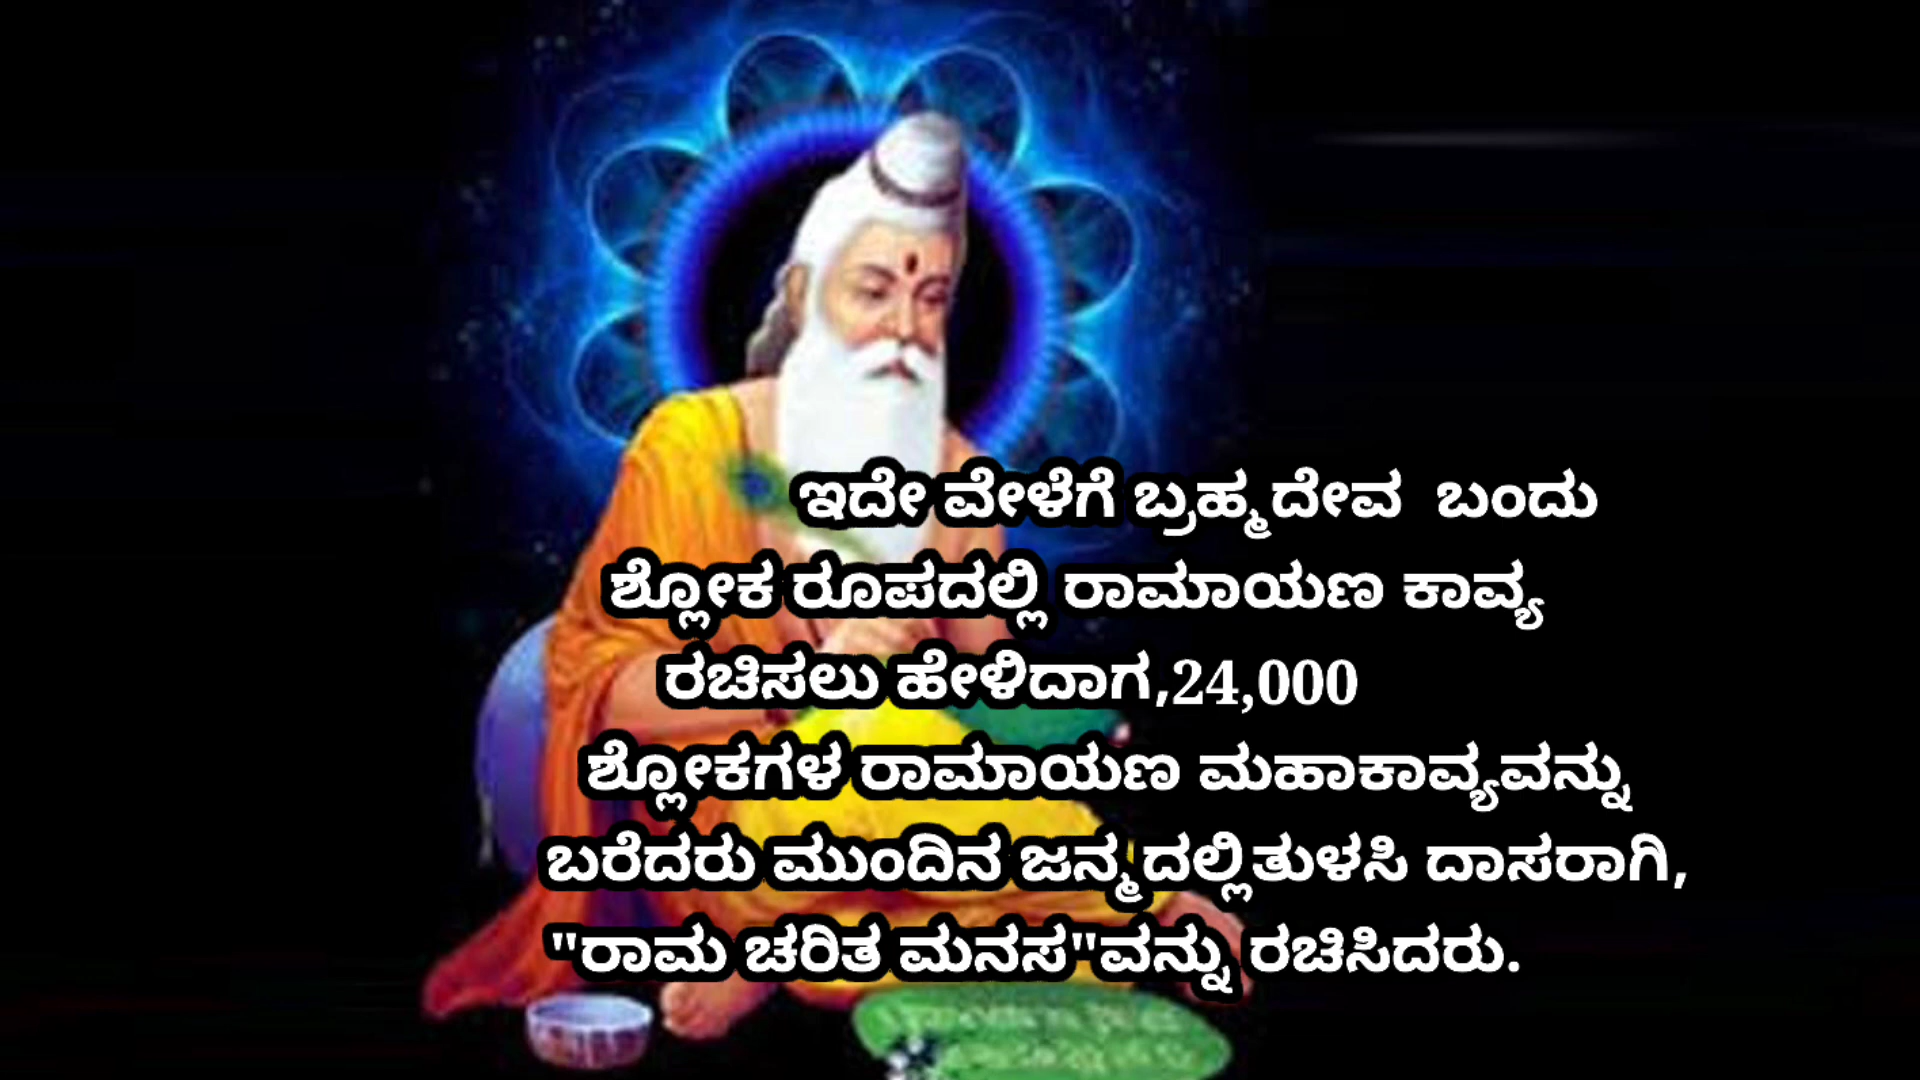 ಇದೇ ವೇಳೆಗೆ ಬ್ರಹ್ಮದೇವ ಬಂದು
ಶ್ಲೋಕ ರೂಪದಲ್ಲಿ ರಾಮಾಯಣ ಕಾವ್ಯ
ರಚಿಸಲು ಹೇಳಿದಾಗ,24,000
ಶ್ಲೋಕಗಳ ರಾಮಾಯಣ ಮಹಾಕಾವ್ಯವನ್ನು
ಬರೆದರು ಮುಂದಿನ ಜನ್ಮದಲ್ಲಿತುಳಸಿ ದಾಸರಾಗಿ,
"ರಾಮ ಚರಿತ ಮನಸ"ವನ್ನು ರಚಿಸಿದರು.